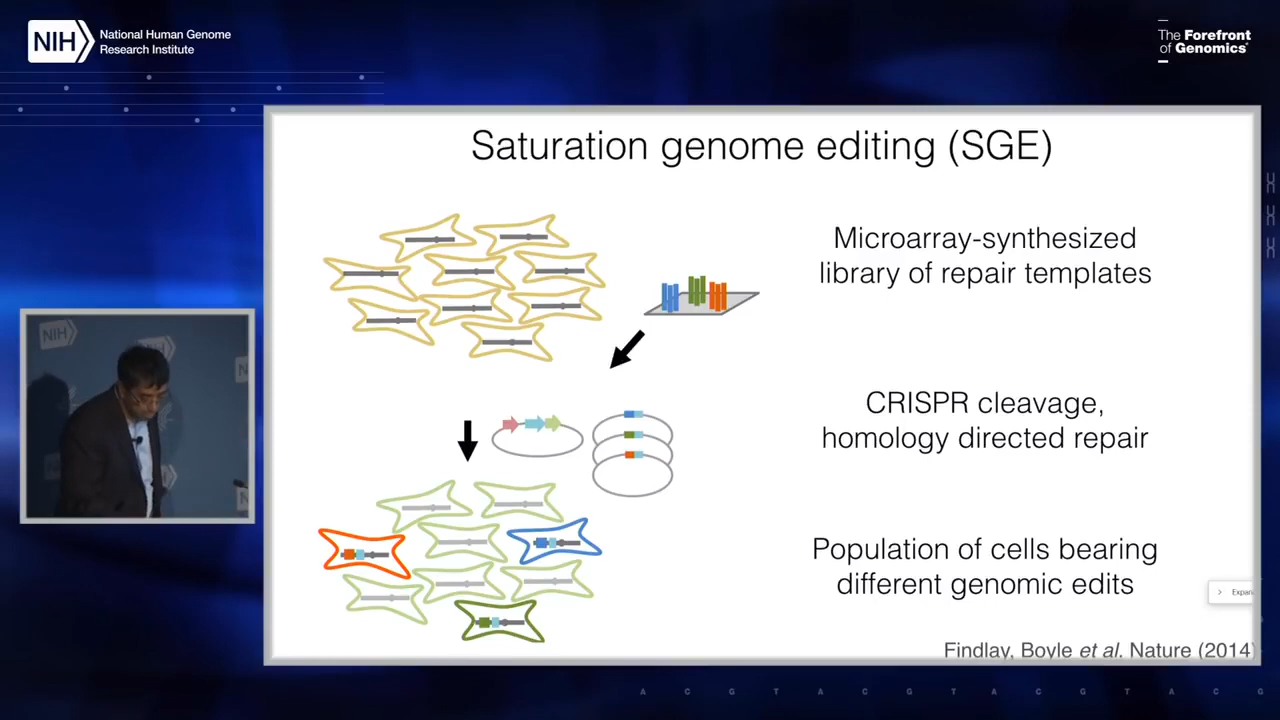 NIH
National Human Genome
Research Institute
The Forefront
of Genomics
Saturation genome editing (SGE)
Microarray-synthesized
library of repair templates
CRISPR cleavage,
homology directed repair
Population of cells bearing
different genomic edits
Findlay, Boyle et al. Nature (2014)
NIH
A C G T A C G T A C G T A C G